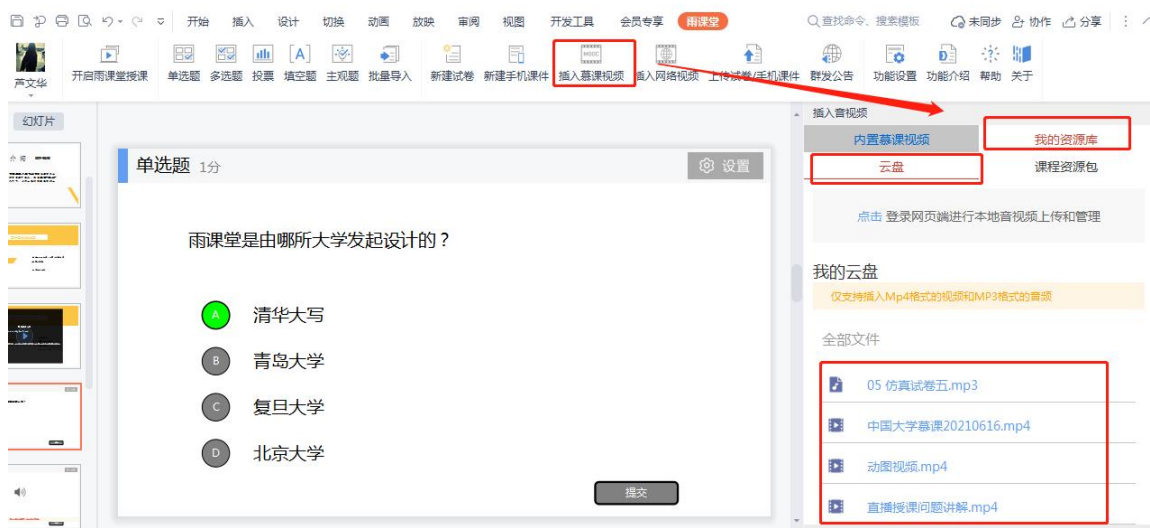 开始 插入 设计 切换 动画 放映 审阅 视图 开发工具 会员专享 雨课堂 查找命令、搜索模板 未同步 协作 分享
芦文华 开启雨课堂授课 单选题 多选题 投票 填空题 主观题 批量导入 新建试卷 新建手机课件 插入慕课视频 插入网络视频 上传试卷/手机课件 群发公告 功能设置 功能介绍 帮助 关于
幻灯片
单选题 1分
设置
雨课堂是由哪所大学发起设计的？
A 清华大写
B 青岛大学
C 复旦大学
D 北京大学
提交
插入音视频
内置慕课视频 我的资源库
云盘 课程资源包
点击 登录网页端进行本地音视频上传和管理
我的云盘
仅支持插入Mp4格式的视频和MP3格式的音频
全部文件
05 仿真试卷五.mp3
中国大学慕课20210616.mp4
动图视频.mp4
直播授课问题讲解.mp4